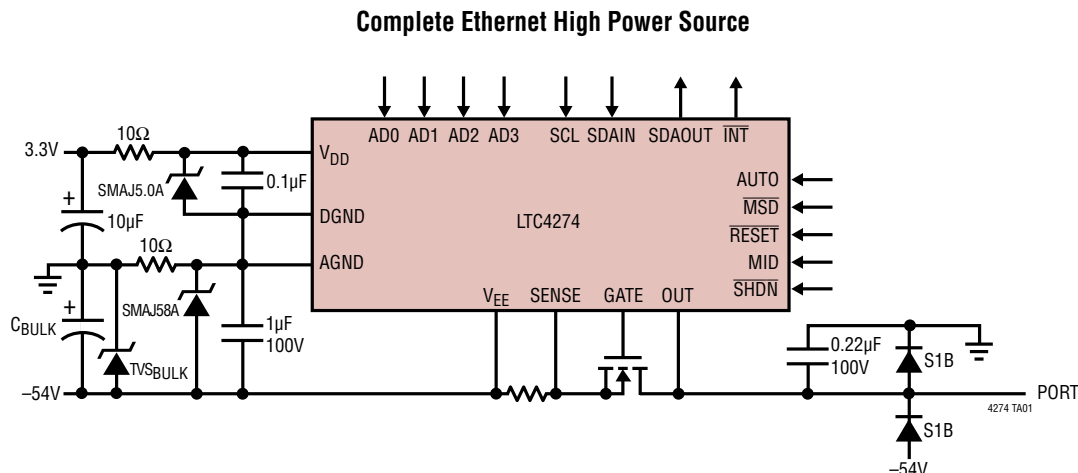 Complete Ethernet High Power Source
AD0 AD1 AD2 AD3 SCL SDAIN SDAOUT INT
3.3V
10Ω
VDD
SMAJ5.0A
0.1µF
AUTO
MSD
10µF
DGND
LTC4274
RESET
10Ω
AGND
MID
SHDN
SMAJ58A
VEE SENSE GATE OUT
CBULK
1µF
100V
TVSBULK
0.22µF
100V
S1B
–54V
PORT
4274 TA01
S1B
–54V